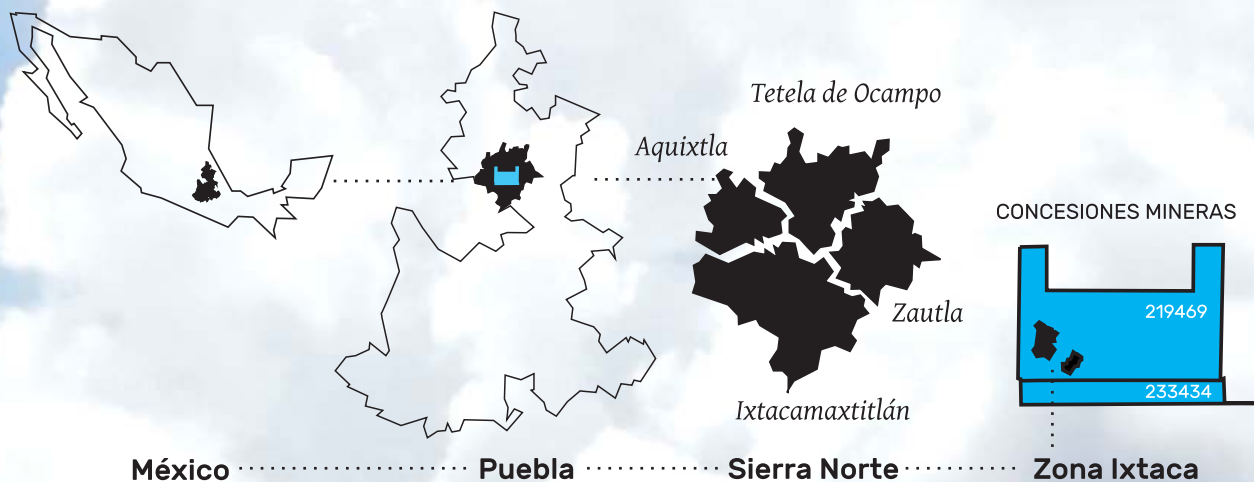 Tetela de Ocampo
Aquixtla
CONCESIONES MINERAS
219469
Zautla
233434
Ixtacamaxtitlán
México
Puebla
Sierra Norte
Zona Ixtaca